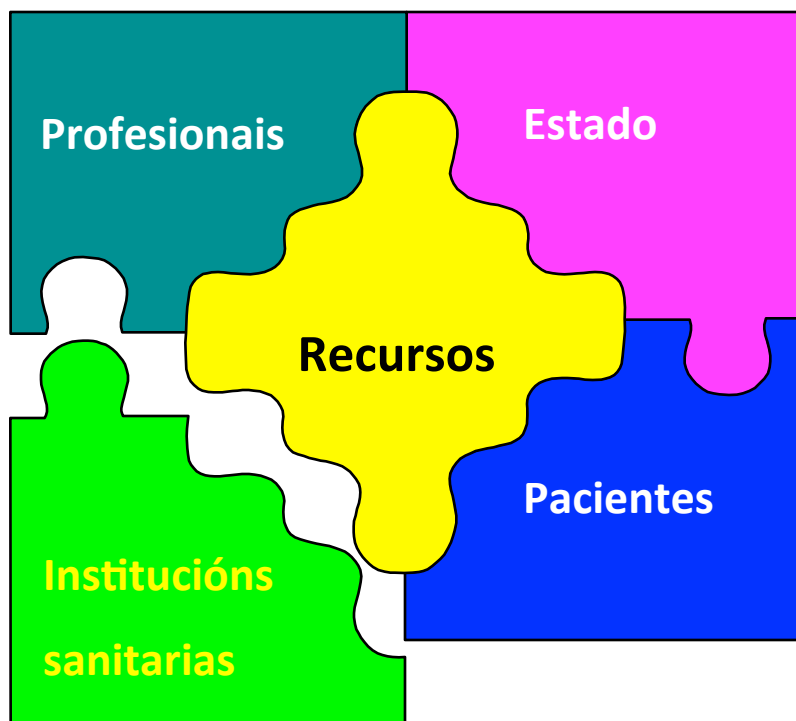 Profesionais
Estado
Recursos
Pacientes
Institucións
sanitarias